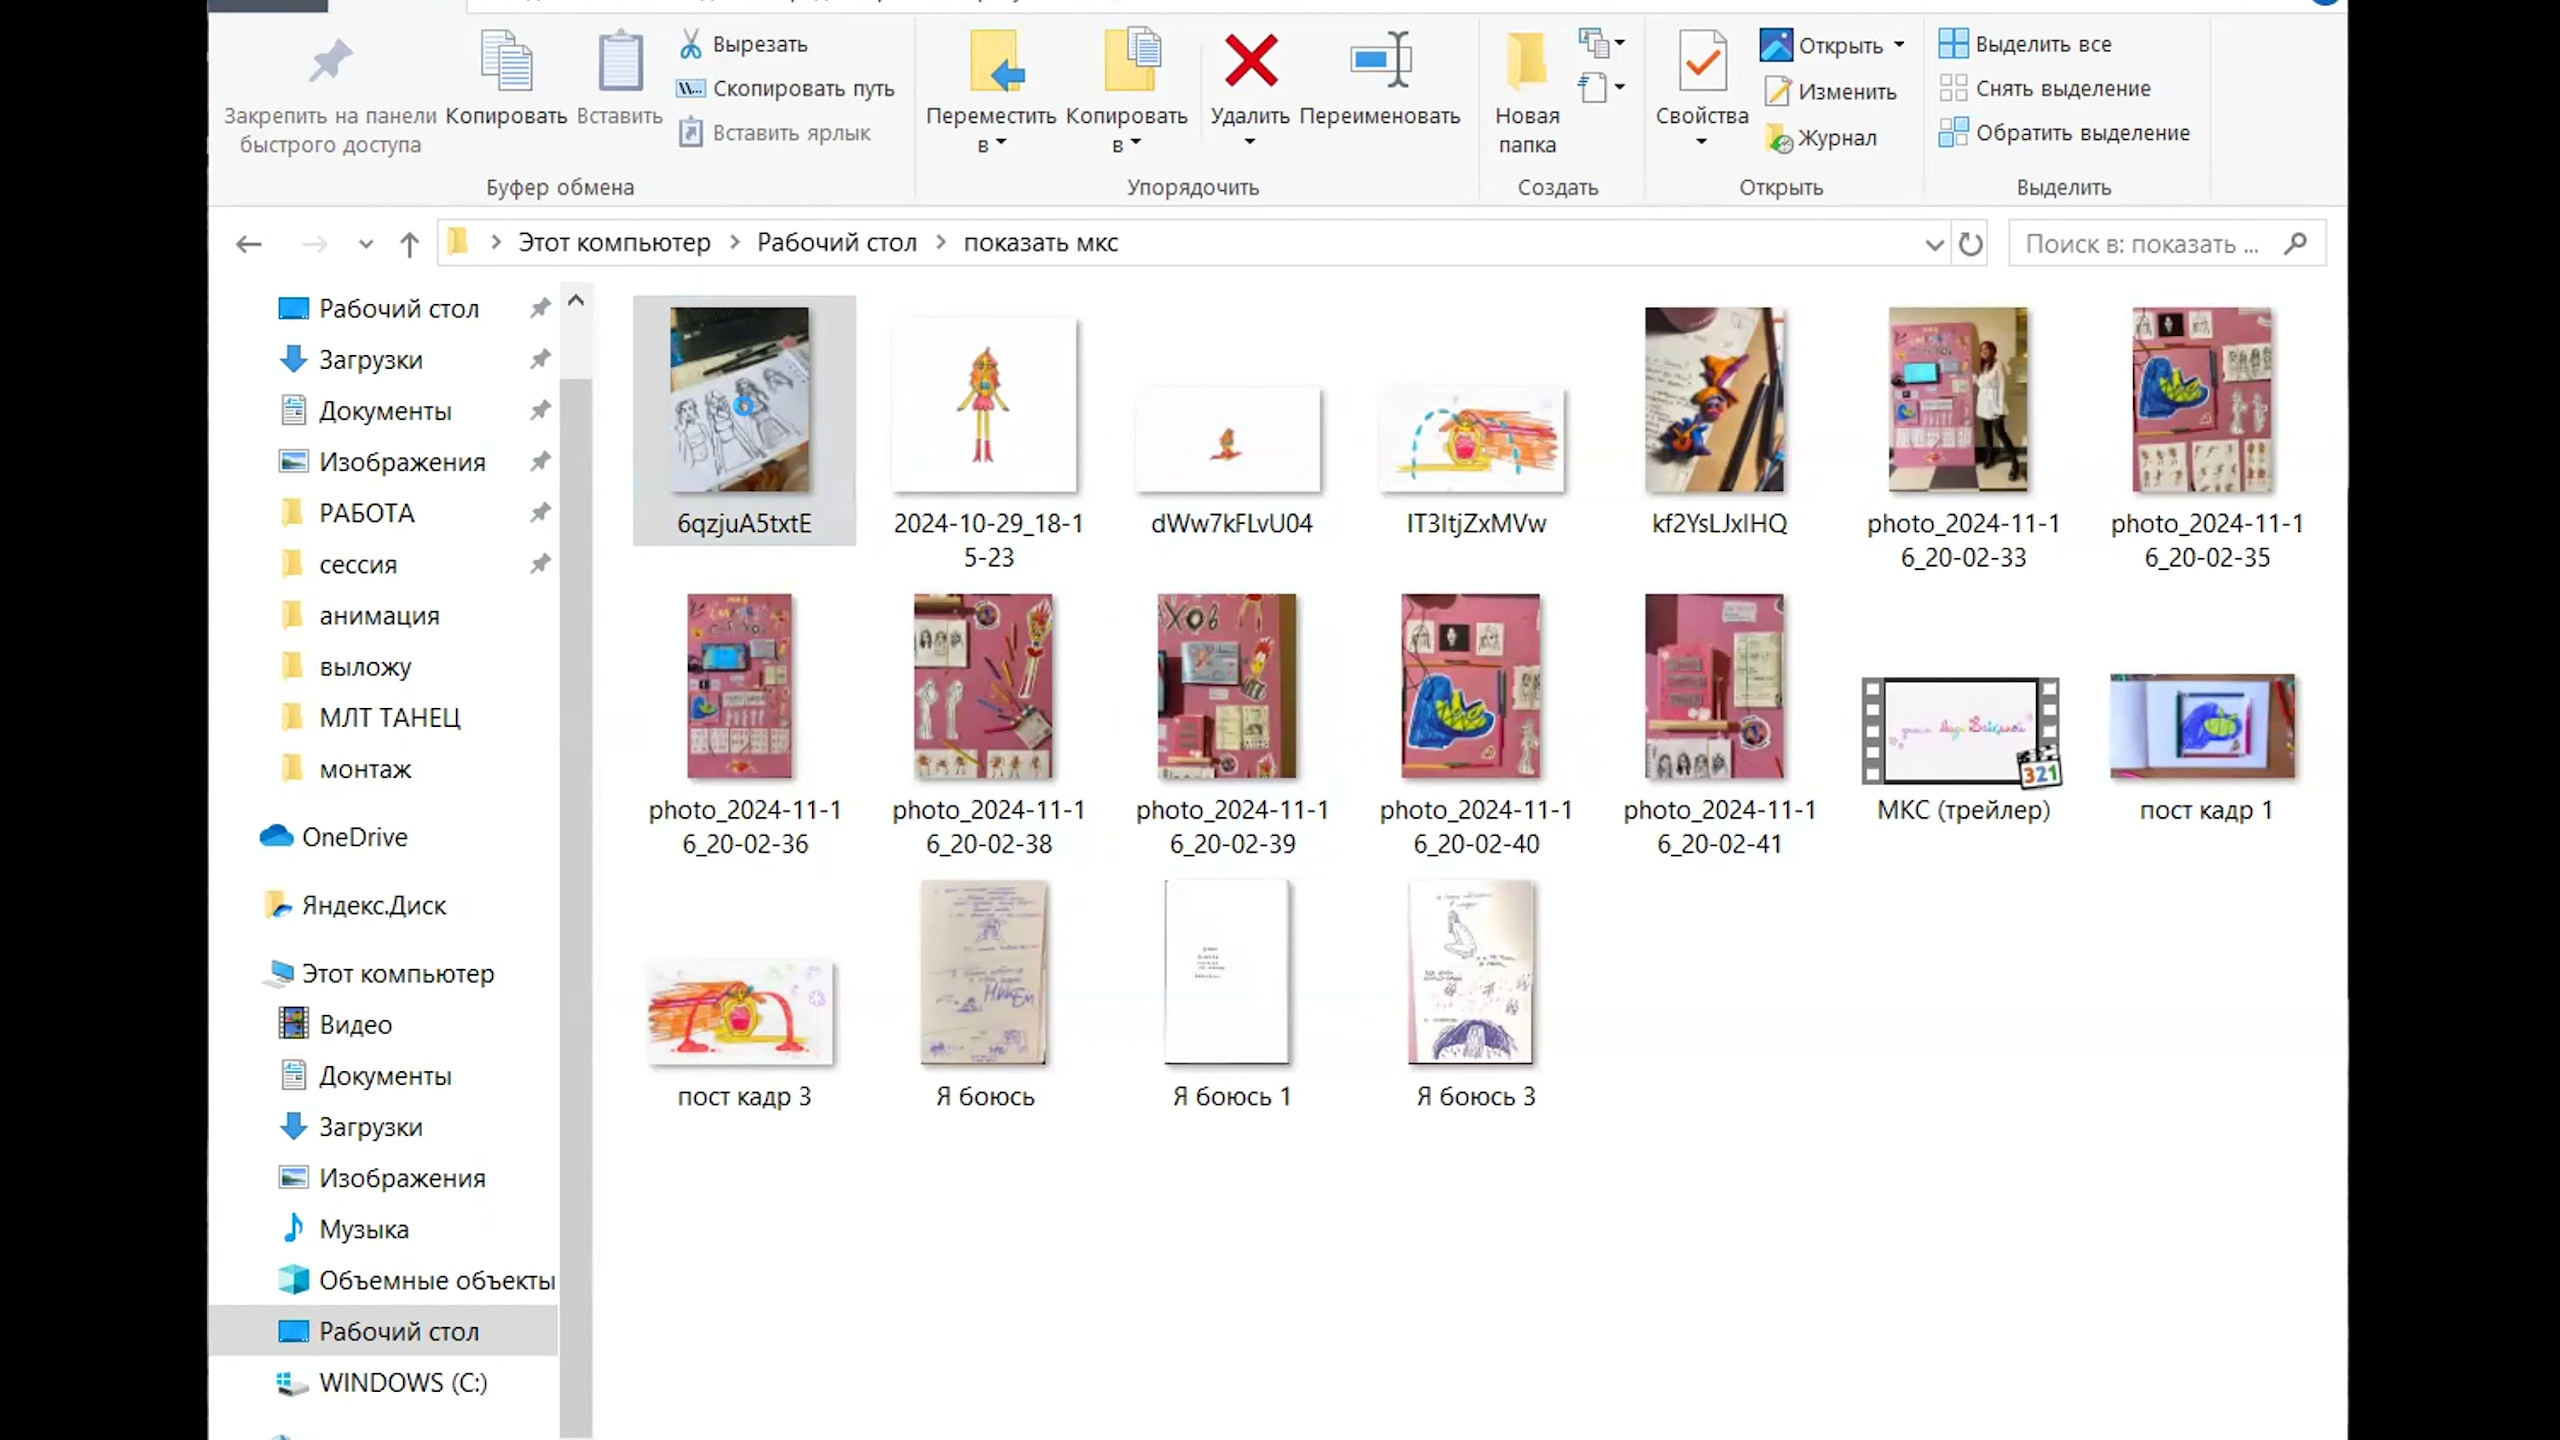 Вырезать
Скопировать путь
Вставить ярлык
Закрепить на панели
быстрого доступа
Копировать
Вставить
Буфер обмена
Переместить
в
Копировать
в
Удалить
Переименовать
Упорядочить
Новая
папка
Создать
Свойства
Открыть
Изменить
Журнал
Открыть
Выделить все
Снять выделение
Обратить выделение
Выделить
Этот компьютер
Рабочий стол
показать мкс
Поиск в: показать ...
Рабочий стол
Загрузки
Документы
Изображения
РАБОТА
сессия
анимация
выложу
МЛТ ТАНЕЦ
монтаж
OneDrive
Яндекс.Диск
Этот компьютер
Видео
Документы
Загрузки
Изображения
Музыка
Объемные объекты
Рабочий стол
WINDOWS (C:)
6qzjuA5txtE
2024-10-29_18-1
5-23
dWw7kFLvU04
IT3ItjZxMVw
kf2YsLJxIHQ
photo_2024-11-1
6_20-02-33
photo_2024-11-1
6_20-02-35
photo_2024-11-1
6_20-02-36
photo_2024-11-1
6_20-02-38
photo_2024-11-1
6_20-02-39
photo_2024-11-1
6_20-02-40
photo_2024-11-1
6_20-02-41
321
МКС (трейлер)
пост кадр 1
пост кадр 3
Я боюсь
Я боюсь 1
Я боюсь 3